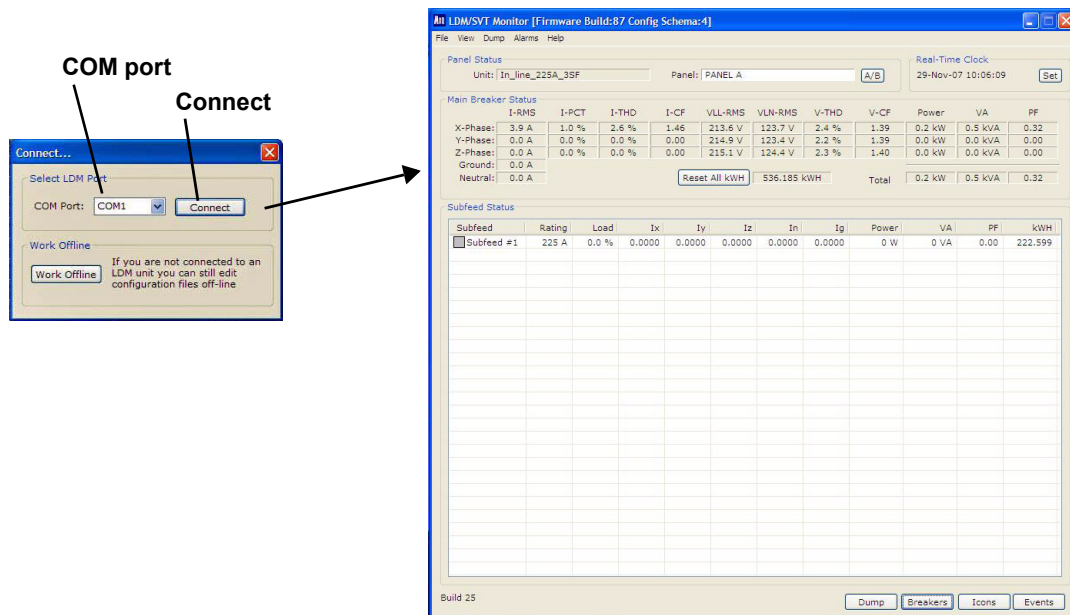 COM port
Connect
Connect...
Select LDM Port
COM Port: COM1 Connect
Work Offline
Work Offline
If you are not connected to an
LDM unit you can still edit
configuration files off-line
LDM/SVT Monitor [Firmware Build:87 Config Schema:4]
File View Dump Alarms Help
Panel Status
Unit: In_line_225A_3SF Panel: PANEL A A/B
Real-Time Clock
29-Nov-07 10:06:09 Set
Main Breaker Status
I-RMS I-PCT I-THD I-CF VLL-RMS VLN-RMS V-THD V-CF Power VA PF
X-Phase: 3.9 A 1.0 % 2.6 % 1.46 213.6 V 123.7 V 2.4 % 1.39 0.2 kW 0.5 kVA 0.32
Y-Phase: 0.0 A 0.0 % 0.0 % 0.00 214.9 V 123.4 V 2.2 % 1.39 0.0 kW 0.0 kVA 0.00
Z-Phase: 0.0 A 0.0 % 0.0 % 0.00 215.1 V 124.4 V 2.3 % 1.40 0.0 kW 0.0 kVA 0.00
Ground: 0.0 A
Neutral: 0.0 A Reset All kWH 536.185 kWH Total 0.2 kW 0.5 kVA 0.32
Subfeed Status
Subfeed Rating Load Ix Iy Iz In Ig Power VA PF kWH
Subfeed #1 225 A 0.0 % 0.0000 0.0000 0.0000 0.0000 0.0000 0 W 0 VA 0.00 222.599
Build 25
Dump Breakers Icons Events